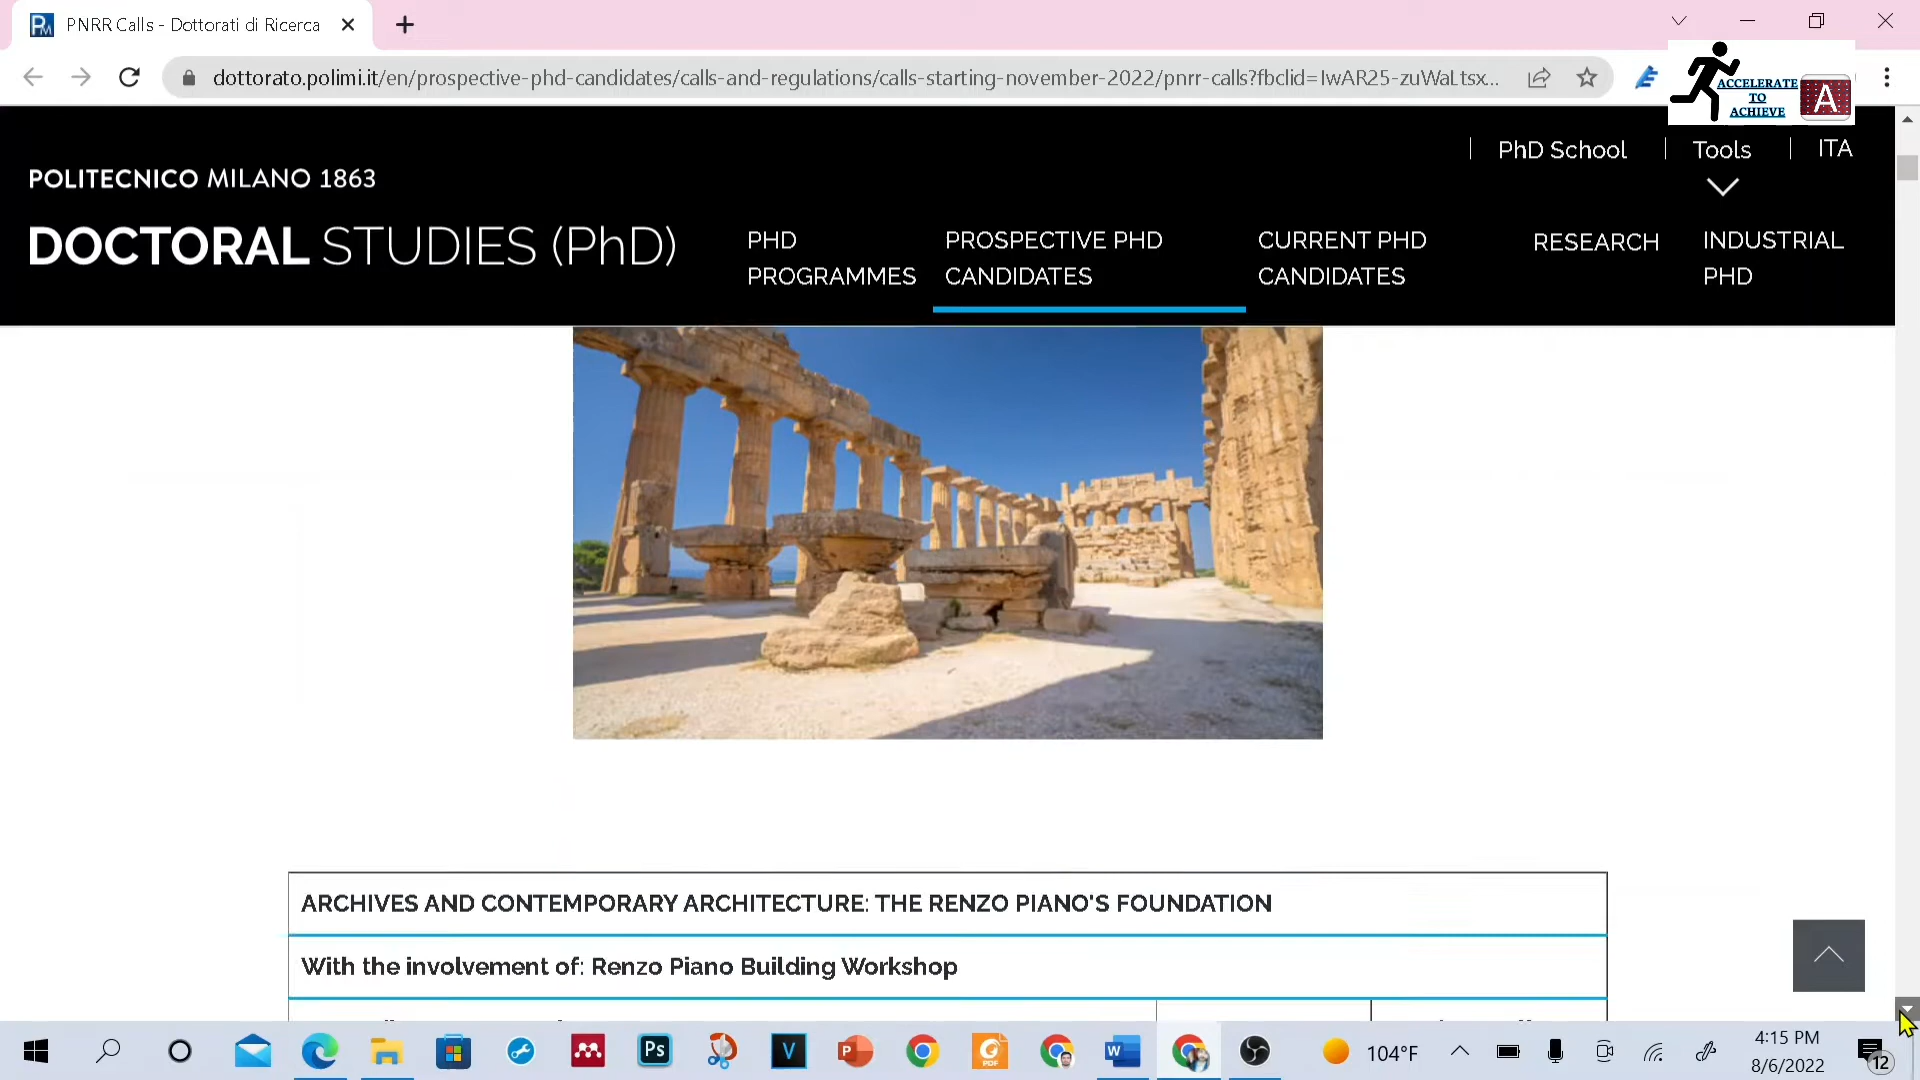 PNRR Calls - Dottorati di Ricerca
dottorato.polimi.it/en/prospective-phd-candidates/calls-and-regulations/calls-starting-november-2022/pnrr-calls?fbclid=IwAR25-zuWaLtsx...
ACCELERATE
TO
ACHIEVE
A
PhD School
Tools
ITA
POLITECNICO MILANO 1863
DOCTORAL STUDIES (PhD)
PHD
PROGRAMMES
PROSPECTIVE PHD
CANDIDATES
CURRENT PHD
CANDIDATES
RESEARCH
INDUSTRIAL
PHD
ARCHIVES AND CONTEMPORARY ARCHITECTURE: THE RENZO PIANO'S FOUNDATION
With the involvement of: Renzo Piano Building Workshop
104°F
4:15 PM
8/6/2022
12